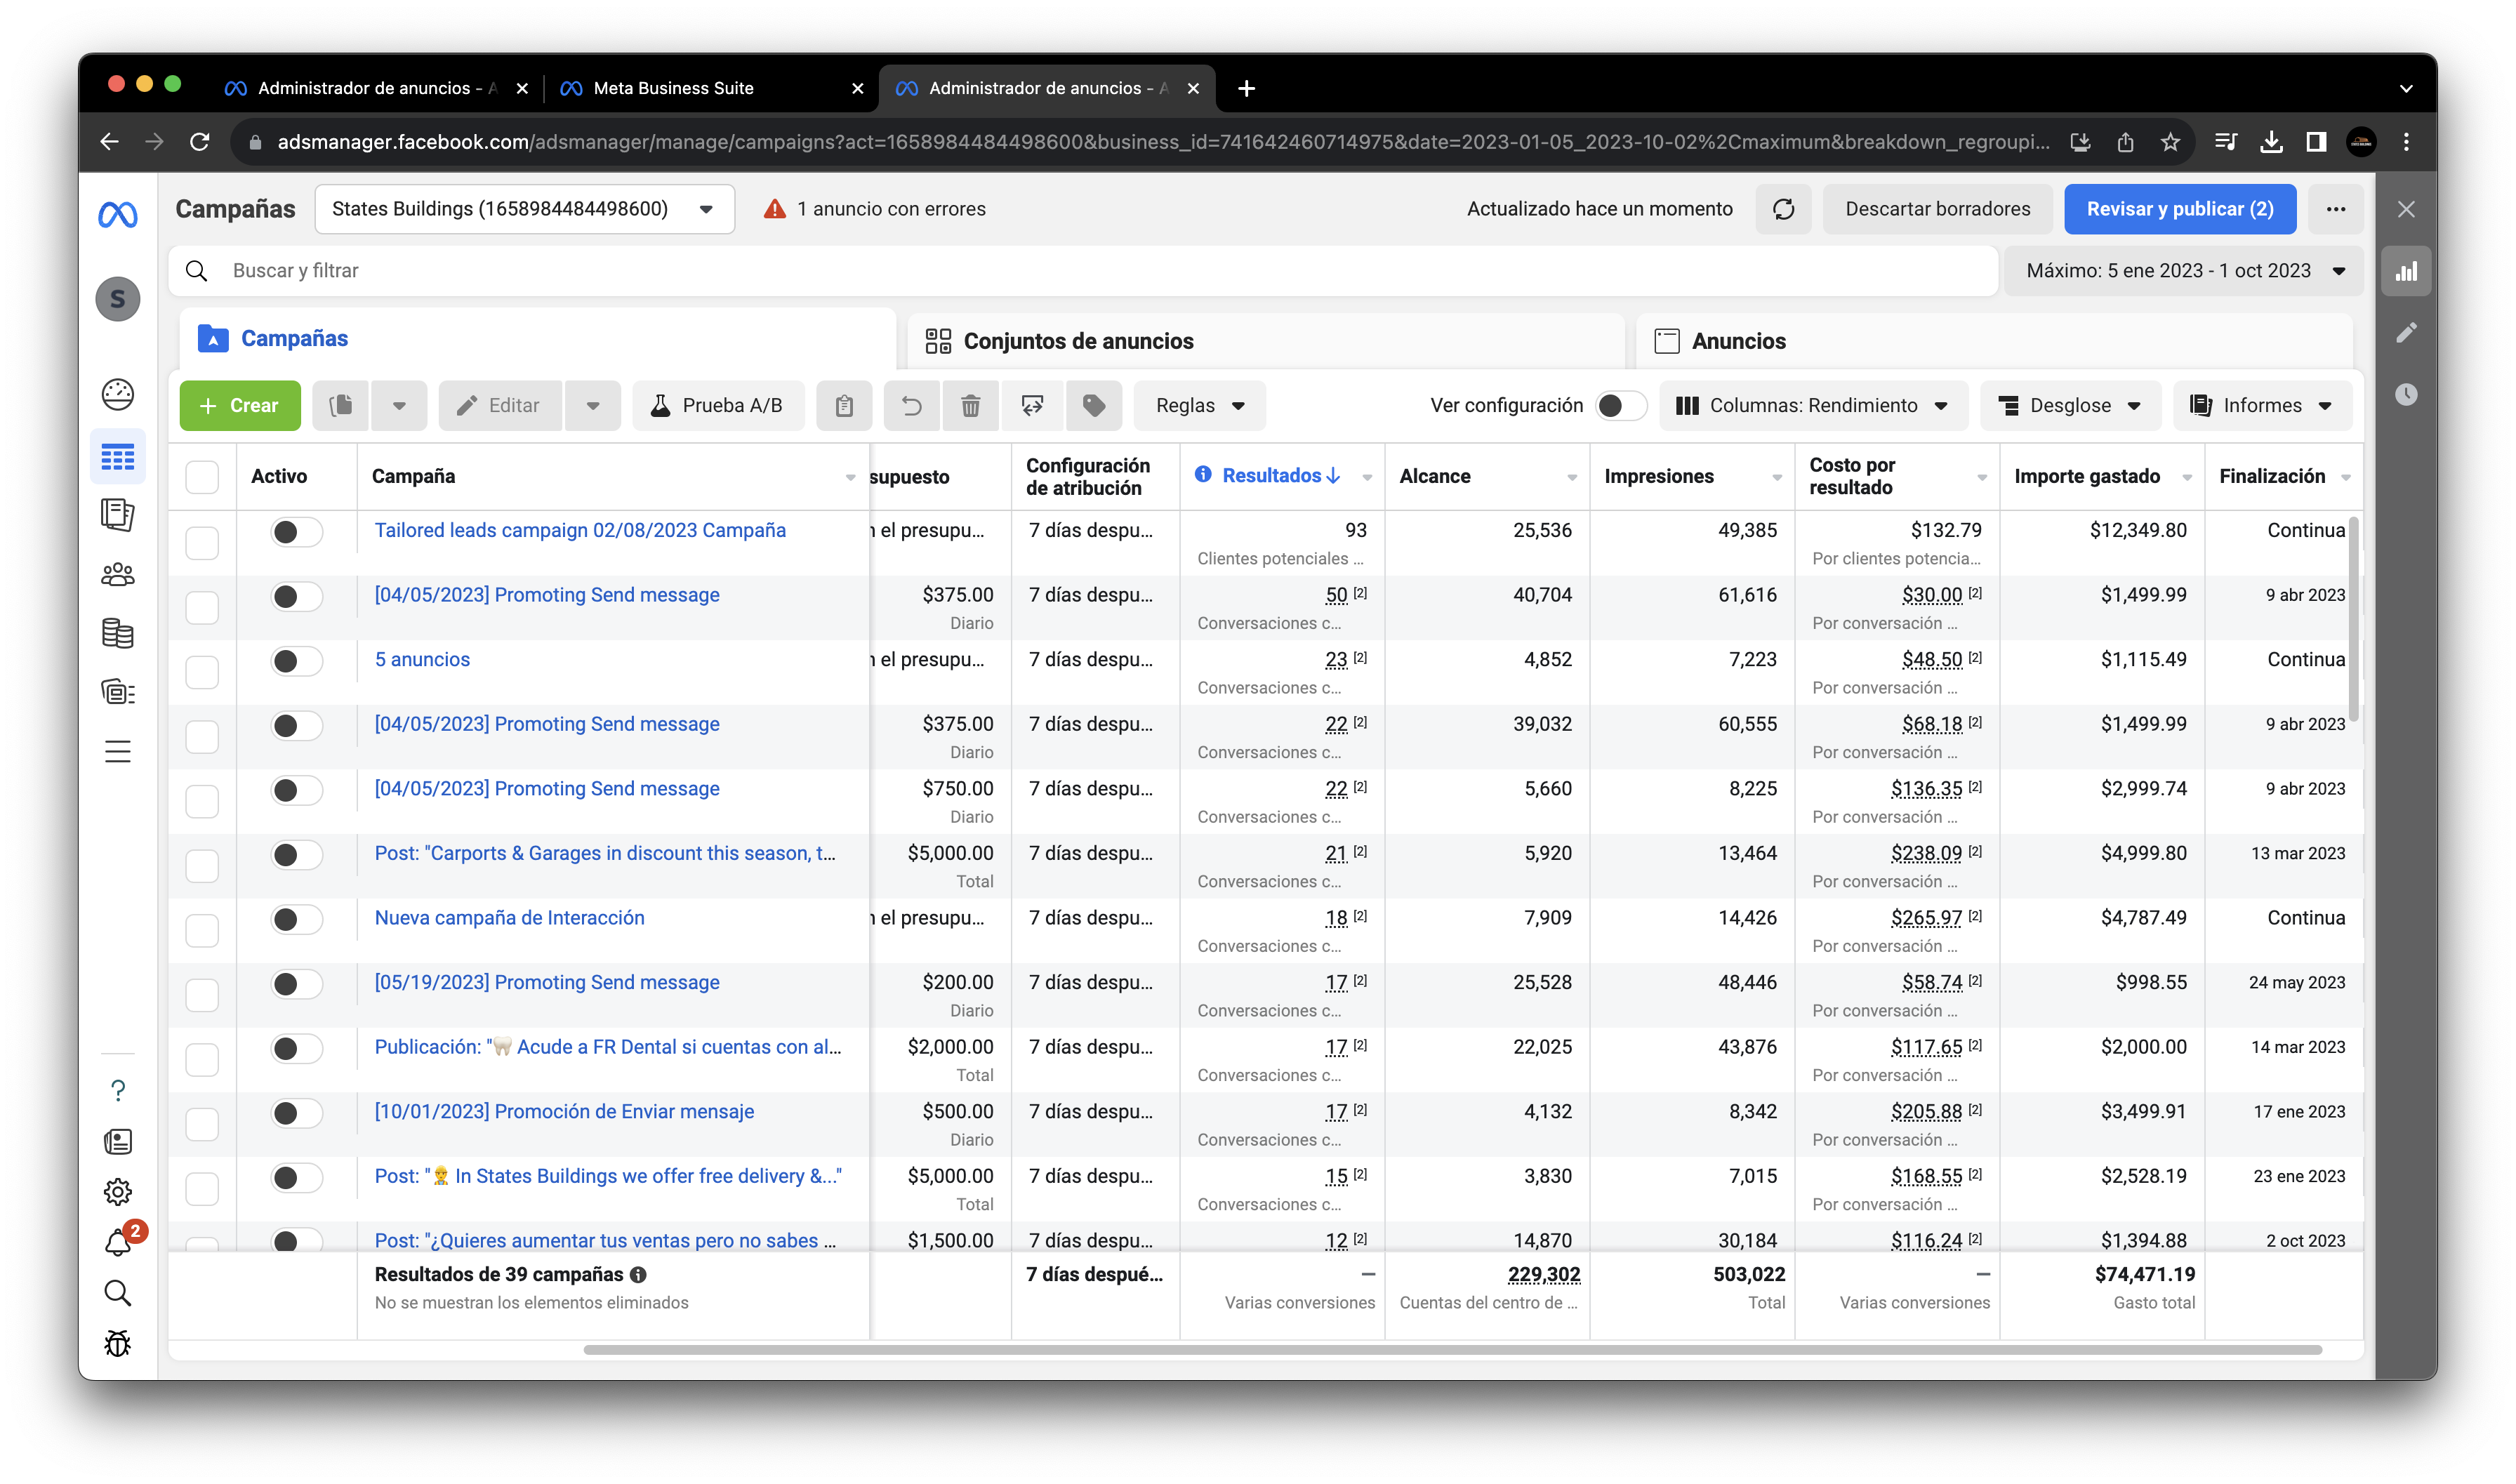 Administrador de anuncios - A
Meta Business Suite
Administrador de anuncios - A
adsmanager.facebook.com/adsmanager/manage/campaigns?act=1658984484498600&business_id=741642460714975&date=2023-01-05_2023-10-02%2Cmaximum&breakdown_regroupi...
Campañas
States Buildings (1658984484498600)
1 anuncio con errores
Actualizado hace un momento
Descartar borradores
Revisar y publicar (2)
S
Buscar y filtrar
Máximo: 5 ene 2023 - 1 oct 2023
Campañas
Conjuntos de anuncios
Anuncios
+ Crear
Editar
Prueba A/B
Reglas
Ver configuración
Columnas: Rendimiento
Desglose
Informes
Activo
Campaña
supuesto
Configuración de atribución
Resultados ↓
Alcance
Impresiones
Costo por resultado
Importe gastado
Finalización
Tailored leads campaign 02/08/2023 Campaña n el presupu... 7 días despu... 93 25,536 49,385 $132.79 $12,349.80 Continua
Clientes potenciales ... Por clientes potencia...
[04/05/2023] Promoting Send message $375.00 7 días despu... 50 [2] 40,704 61,616 $30.00 [2] $1,499.99 9 abr 2023
Diario Conversaciones c... Por conversación ...
5 anuncios n el presupu... 7 días despu... 23 [2] 4,852 7,223 $48.50 [2] $1,115.49 Continua
Conversaciones c... Por conversación ...
[04/05/2023] Promoting Send message $375.00 7 días despu... 22 [2] 39,032 60,555 $68.18 [2] $1,499.99 9 abr 2023
Diario Conversaciones c... Por conversación ...
[04/05/2023] Promoting Send message $750.00 7 días despu... 22 [2] 5,660 8,225 $136.35 [2] $2,999.74 9 abr 2023
Diario Conversaciones c... Por conversación ...
Post: "Carports & Garages in discount this season, t... $5,000.00 7 días despu... 21 [2] 5,920 13,464 $238.09 [2] $4,999.80 13 mar 2023
Total Conversaciones c... Por conversación ...
Nueva campaña de Interacción n el presupu... 7 días despu... 18 [2] 7,909 14,426 $265.97 [2] $4,787.49 Continua
Conversaciones c... Por conversación ...
[05/19/2023] Promoting Send message $200.00 7 días despu... 17 [2] 25,528 48,446 $58.74 [2] $998.55 24 may 2023
Diario Conversaciones c... Por conversación ...
Publicación: "🦷 Acude a FR Dental si cuentas con al... $2,000.00 7 días despu... 17 [2] 22,025 43,876 $117.65 [2] $2,000.00 14 mar 2023
Total Conversaciones c... Por conversación ...
[10/01/2023] Promoción de Enviar mensaje $500.00 7 días despu... 17 [2] 4,132 8,342 $205.88 [2] $3,499.91 17 ene 2023
Diario Conversaciones c... Por conversación ...
Post: "👷 In States Buildings we offer free delivery &..." $5,000.00 7 días despu... 15 [2] 3,830 7,015 $168.55 [2] $2,528.19 23 ene 2023
Total Conversaciones c... Por conversación ...
Post: "¿Quieres aumentar tus ventas pero no sabes ... $1,500.00 7 días despu... 12 [2] 14,870 30,184 $116.24 [2] $1,394.88 2 oct 2023
Resultados de 39 campañas 7 días despué... — 229,302 503,022 — $74,471.19
No se muestran los elementos eliminados Varias conversiones Cuentas del centro de ... Total Varias conversiones Gasto total
?
2